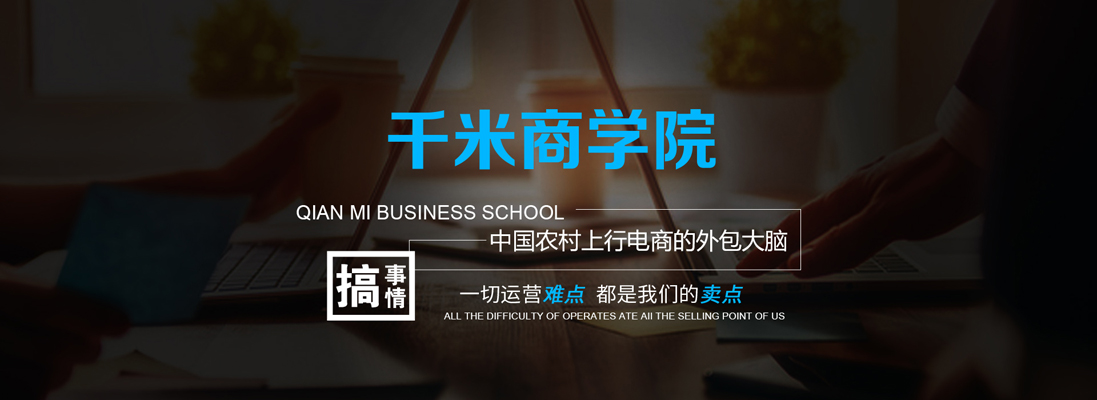 千米商学院
QIAN MI BUSINESS SCHOOL
中国农村上行电商的外包大脑
搞事情
一切运营难点 都是我们的卖点
ALL THE DIFFICULTY OF OPERATES ATE All THE SELLING POINT OF US